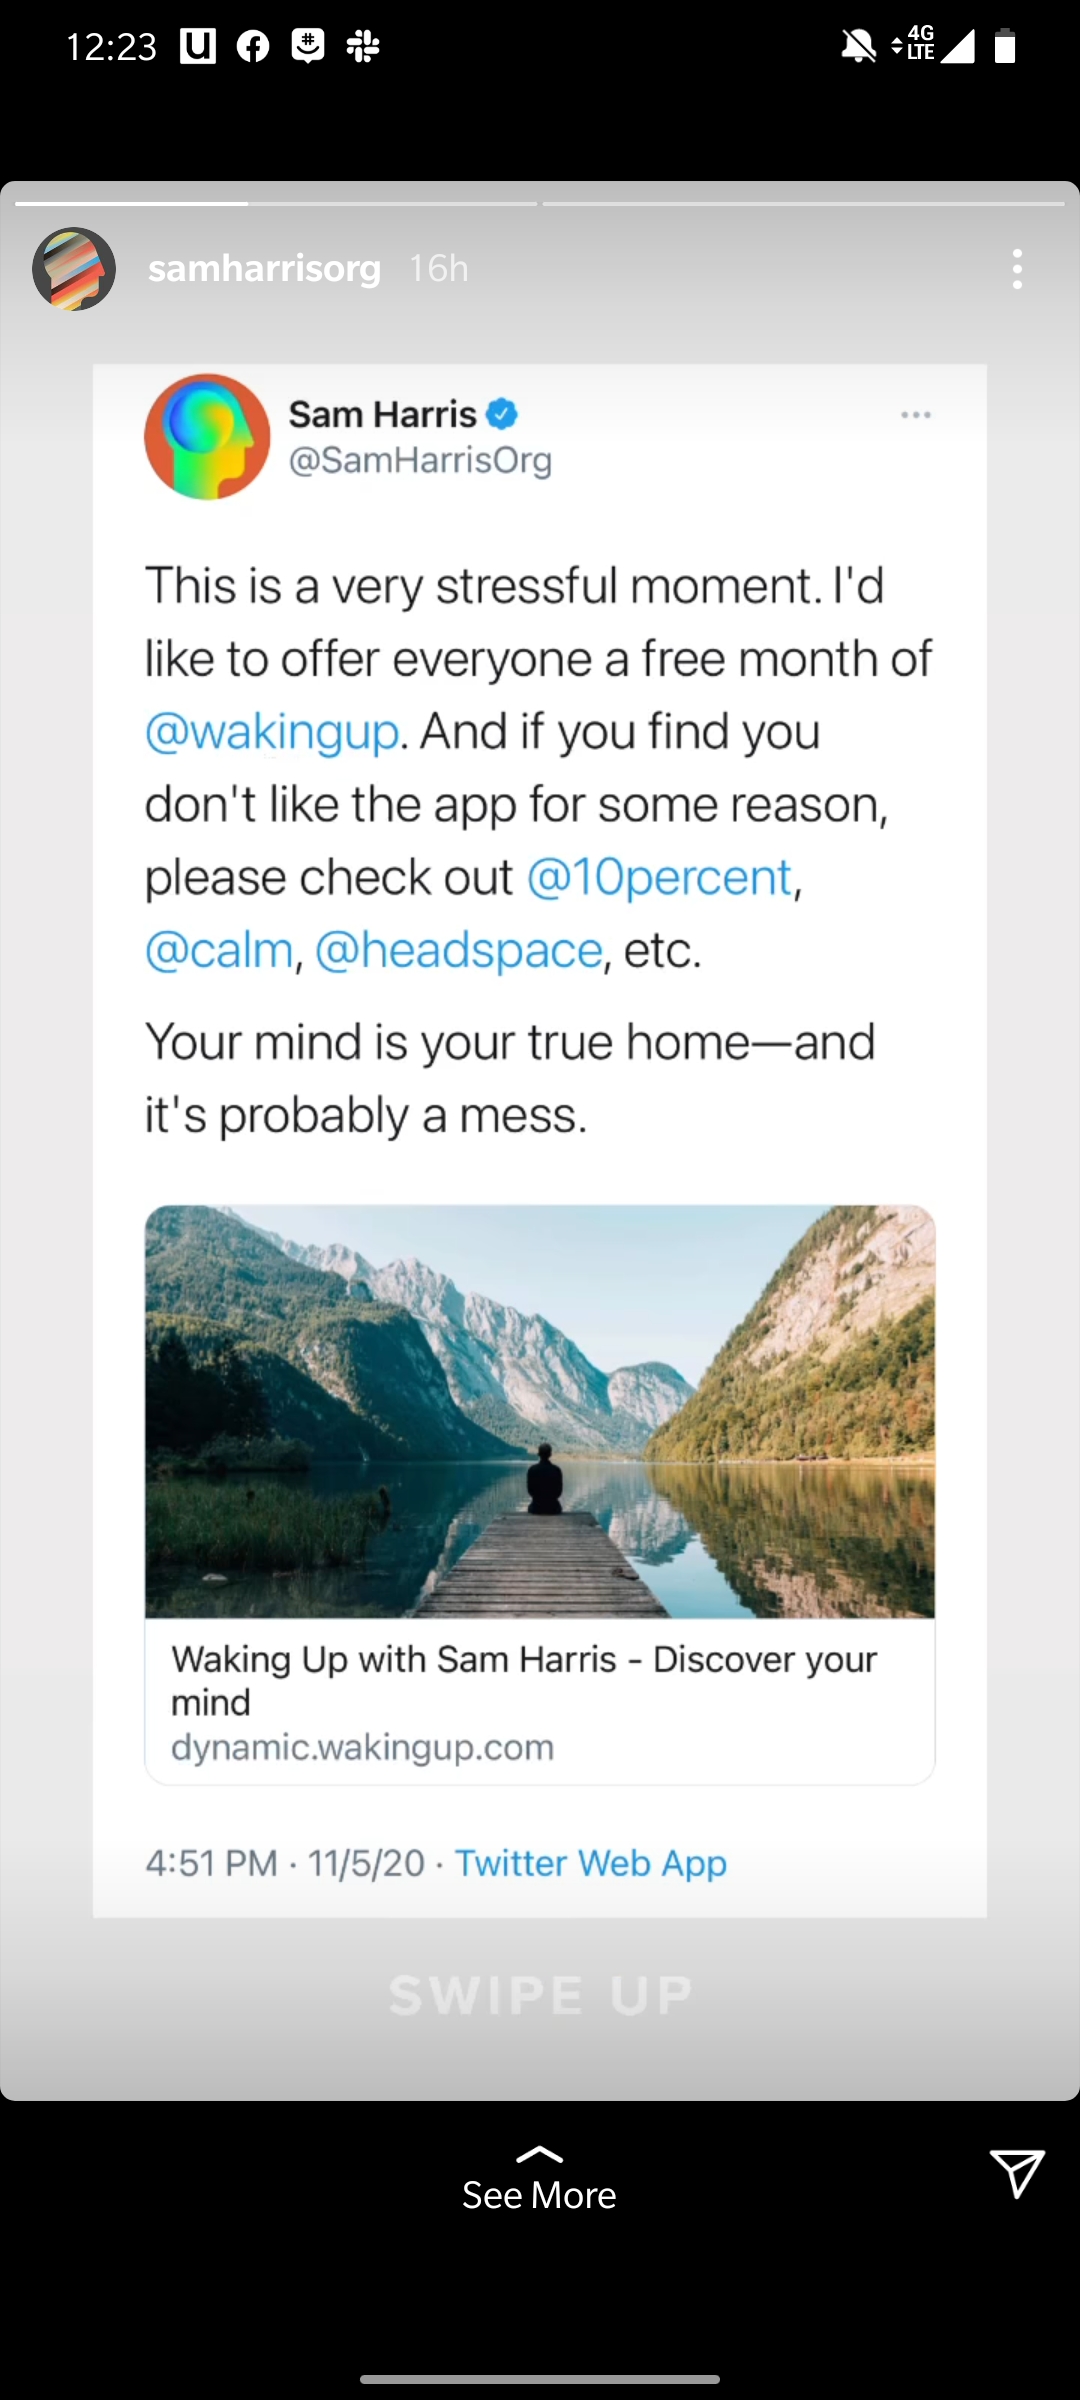 12:23
4G
LTE
samharrisorg 16h
Sam Harris
@SamHarrisOrg
This is a very stressful moment. I'd
like to offer everyone a free month of
@wakingup. And if you find you
don't like the app for some reason,
please check out @10percent,
@calm, @headspace, etc.
Your mind is your true home—and
it's probably a mess.
Waking Up with Sam Harris - Discover your
mind
dynamic.wakingup.com
4:51 PM · 11/5/20 · Twitter Web App
SWIPE UP
See More